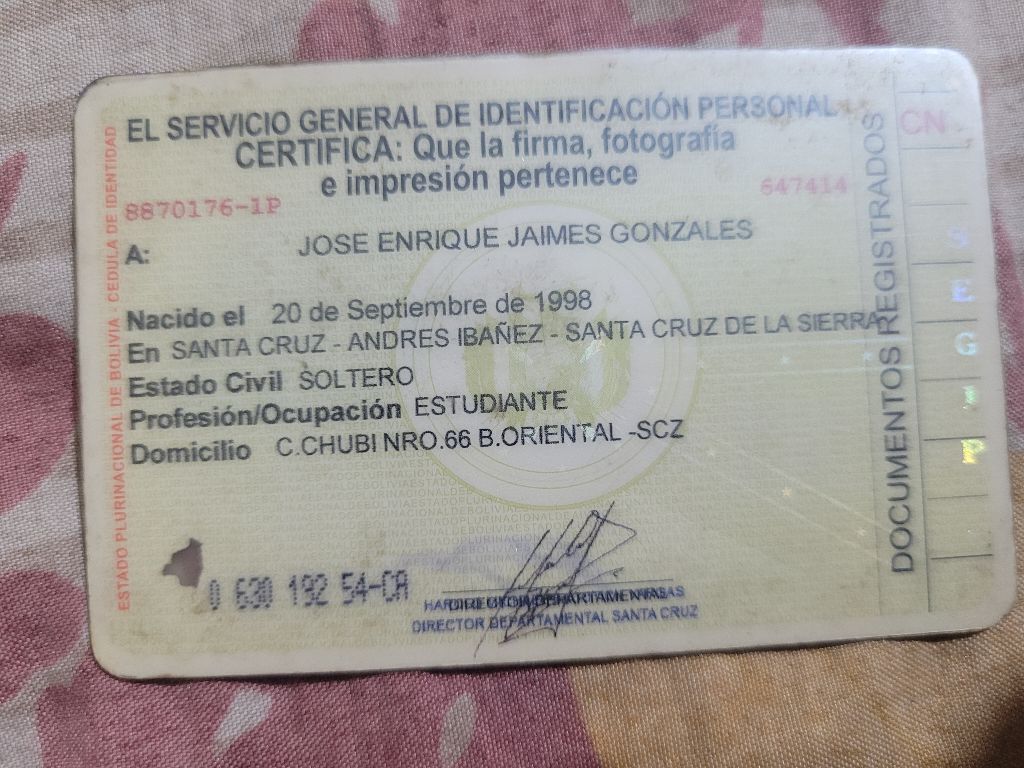 EL SERVICIO GENERAL DE IDENTIFICACIÓN PERSONAL
CERTIFICA: Que la firma, fotografía
e impresión pertenece
8870176-1P
647414
A: JOSE ENRIQUE JAIMES GONZALES
Nacido el 20 de Septiembre de 1998
En SANTA CRUZ - ANDRES IBAÑEZ - SANTA CRUZ DE LA SIERRA
Estado Civil SOLTERO
Profesión/Ocupación ESTUDIANTE
Domicilio C.CHUBI NRO.66 B.ORIENTAL -SCZ
0 630 192 54-CA
DIRECTOR DEPARTAMENTAL
DIRECTOR DEPARTAMENTAL SANTA CRUZ
ESTADO PLURINACIONAL DE BOLIVIA - CEDULA DE IDENTIDAD
DOCUMENTOS REGISTRADOS
CN
S
E
G
I
P